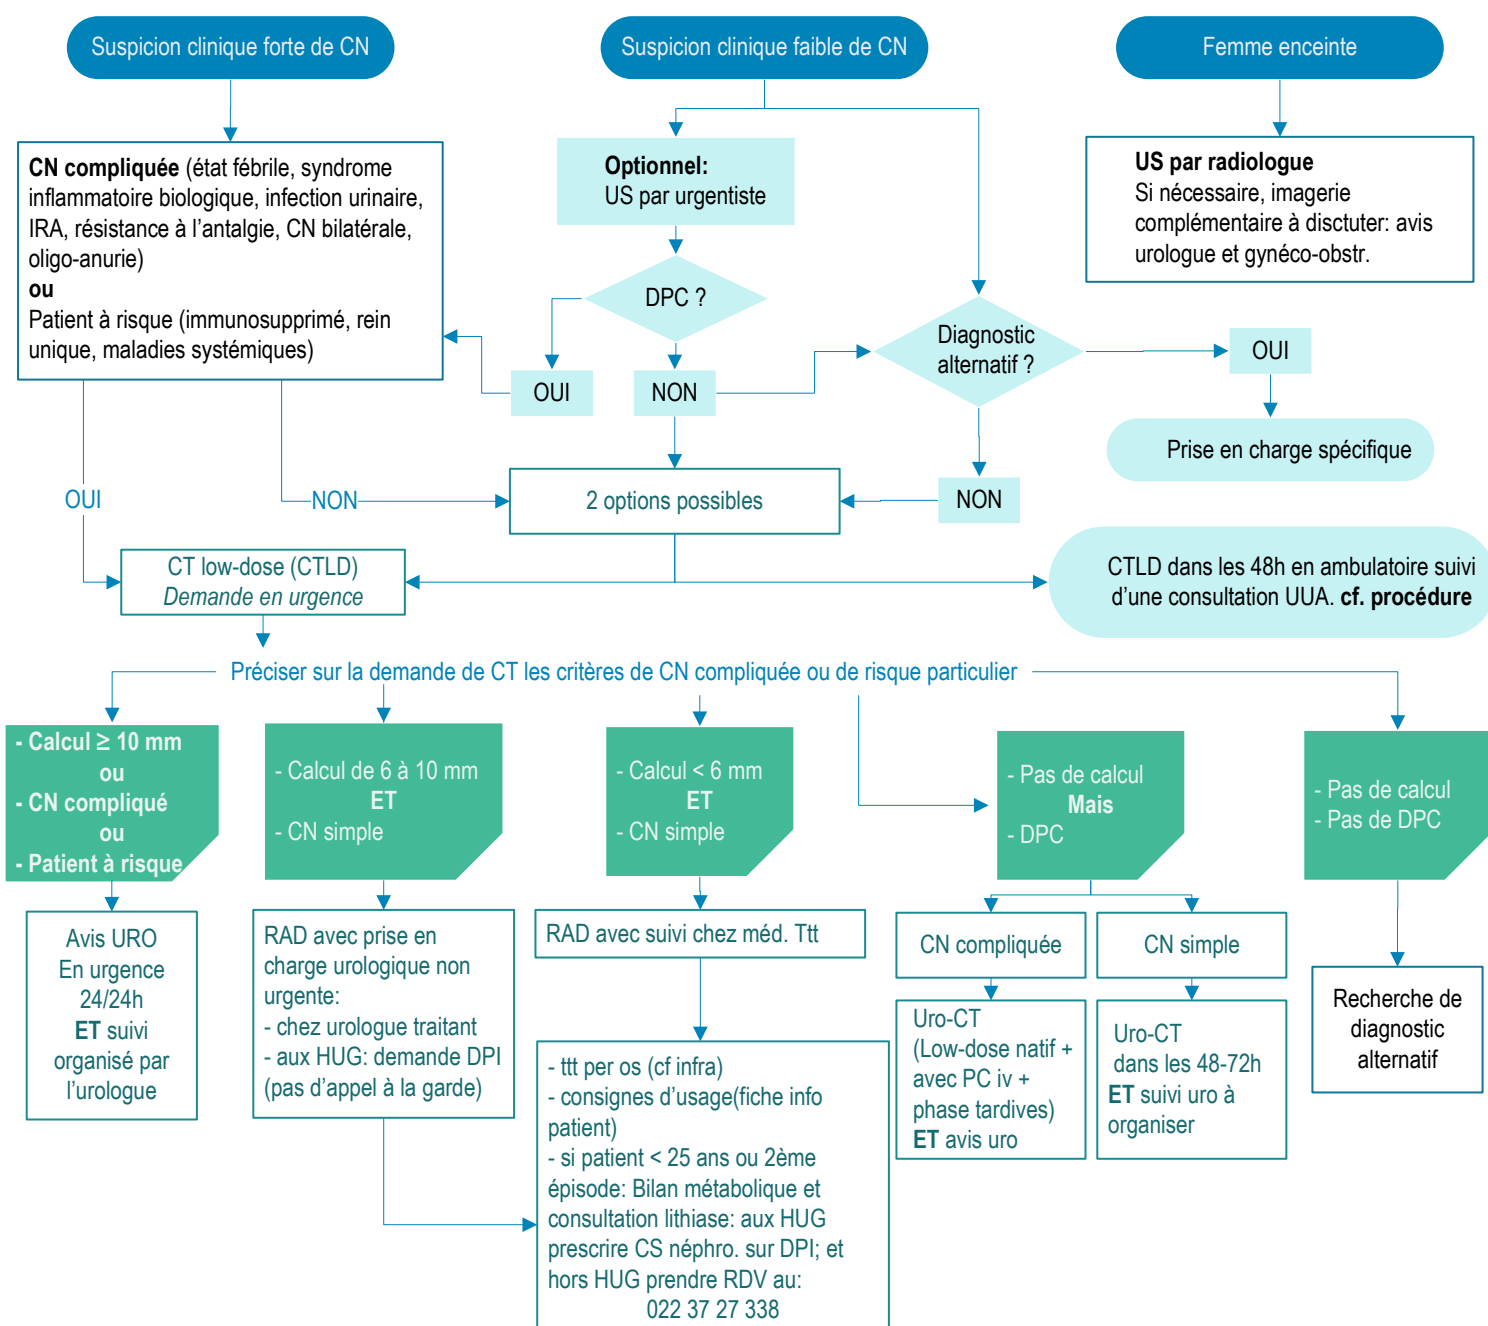 Suspicion clinique forte de CN
Suspicion clinique faible de CN
Femme enceinte
CN compliquée (état fébrile, syndrome
inflammatoire biologique, infection urinaire,
IRA, résistance à l'antalgie, CN bilatérale,
oligo-anurie)
ou
Patient à risque (immunosupprimé, rein
unique, maladies systémiques)
Optionnel:
US par urgentiste
US par radiologue
Si nécessaire, imagerie
complémentaire à disctuter: avis
urologue et gynéco-obstr.
DPC ?
Diagnostic
alternatif ?
OUI
OUI
NON
Prise en charge spécifique
OUI
NON
2 options possibles
NON
CT low-dose (CTLD)
Demande en urgence
CTLD dans les 48h en ambulatoire suivi
d'une consultation UUA. cf. procédure
Préciser sur la demande de CT les critères de CN compliquée ou de risque particulier
- Calcul ≥ 10 mm
ou
- CN compliqué
ou
- Patient à risque
- Calcul de 6 à 10 mm
ET
- CN simple
- Calcul < 6 mm
ET
- CN simple
- Pas de calcul
Mais
- DPC
- Pas de calcul
- Pas de DPC
Avis URO
En urgence
24/24h
ET suivi
organisé par
l'urologue
RAD avec prise en
charge urologique non
urgente:
- chez urologue traitant
- aux HUG: demande DPI
(pas d'appel à la garde)
RAD avec suivi chez méd. Ttt
CN compliquée
CN simple
Recherche de
diagnostic
alternatif
- ttt per os (cf infra)
- consignes d'usage(fiche info
patient)
- si patient < 25 ans ou 2ème
épisode: Bilan métabolique et
consultation lithiase: aux HUG
prescrire CS néphro. sur DPI; et
hors HUG prendre RDV au:
022 37 27 338
Uro-CT
(Low-dose natif +
avec PC iv +
phase tardives)
ET avis uro
Uro-CT
dans les 48-72h
ET suivi uro à
organiser